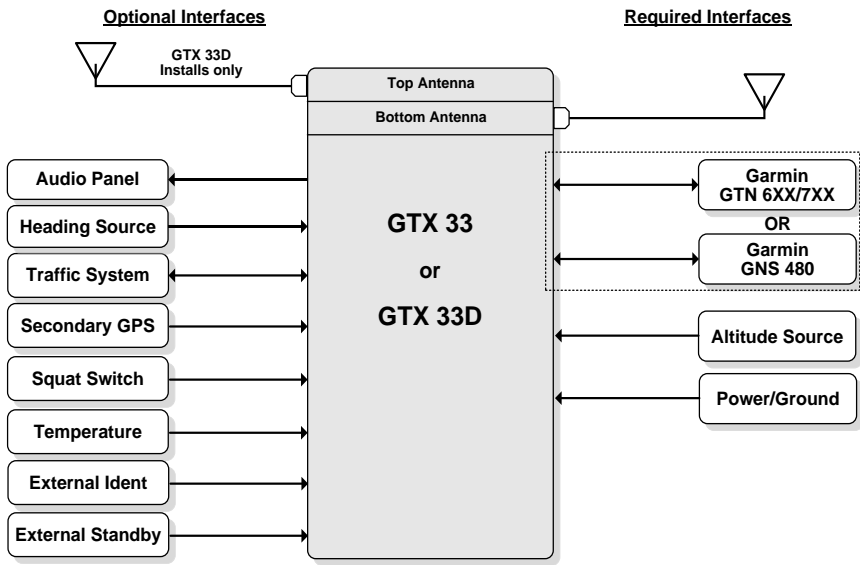 Optional Interfaces
Required Interfaces
GTX 33D
Installs only
Top Antenna
Bottom Antenna
Audio Panel
Heading Source
Traffic System
Secondary GPS
Squat Switch
Temperature
External Ident
External Standby
GTX 33
or
GTX 33D
Garmin
GTN 6XX/7XX
OR
Garmin
GNS 480
Altitude Source
Power/Ground